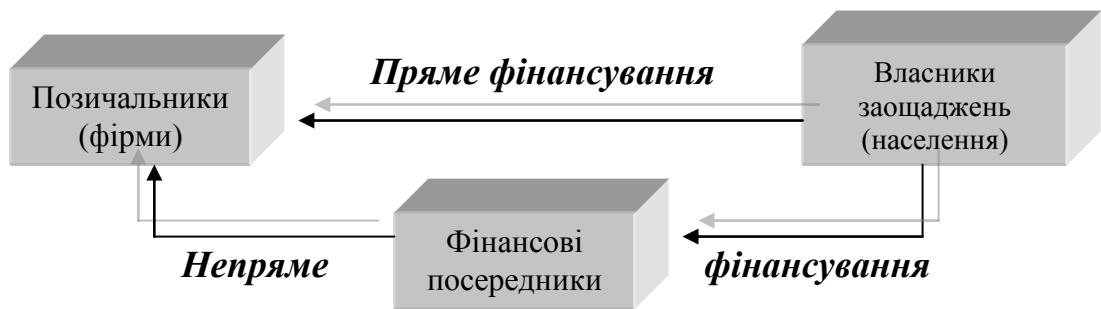 Пряме фінансування
Позичальники
(фірми)
Власники
заощаджень
(населення)
Фінансові
посередники
Непряме
фінансування